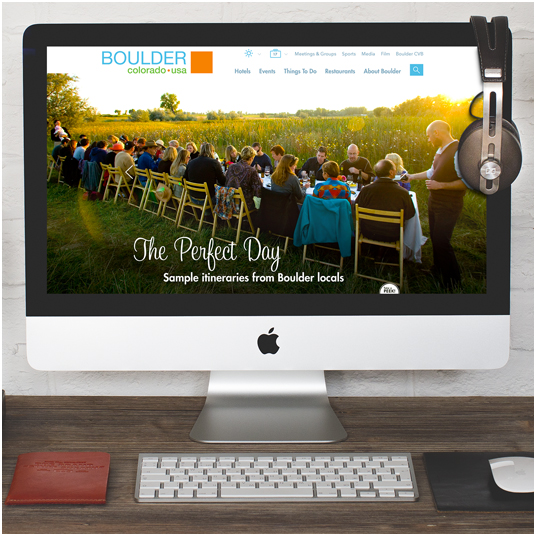 BOULDER
colorado • usa
Meetings & Groups Sports Media Film Boulder CVB
Hotels Events Things To Do Restaurants About Boulder
The Perfect Day
Sample itineraries from Boulder locals